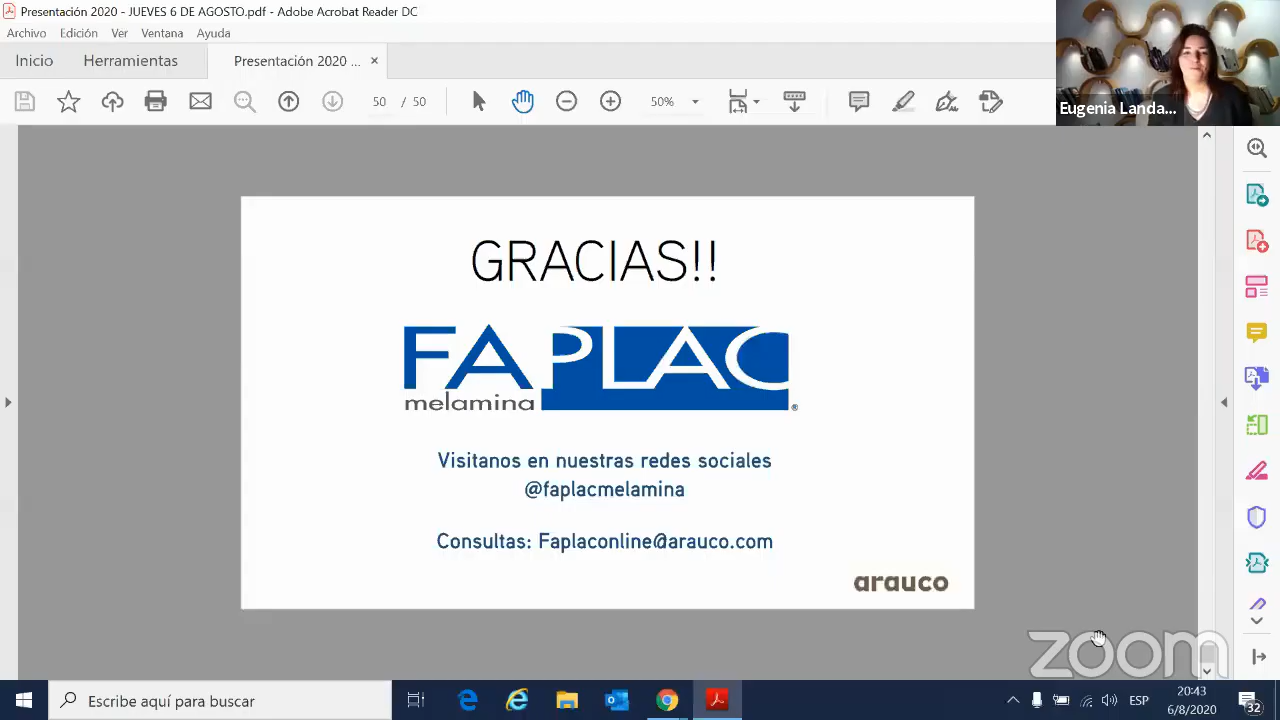 Presentación 2020 - JUEVES 6 DE AGOSTO.pdf - Adobe Acrobat Reader DC
Archivo Edición Ver Ventana Ayuda
Inicio Herramientas Presentación 2020 ... ×
50 / 50 50%
Eugenia Landa...
GRACIAS!!
FAPLAC
melamina ®
Visitanos en nuestras redes sociales
@faplacmelamina
Consultas: Faplaconline@arauco.com
arauco
zoom
Escribe aquí para buscar
ESP
20:43
6/8/2020
32